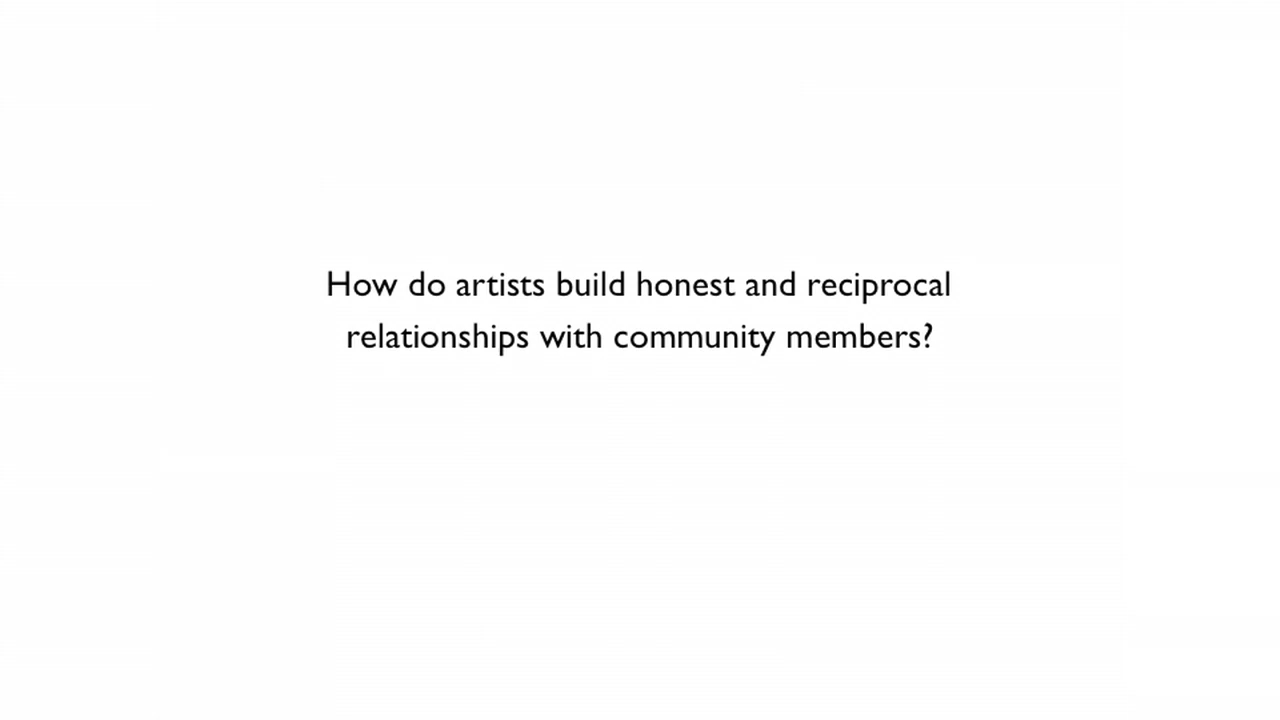 How do artists build honest and reciprocal
relationships with community members?